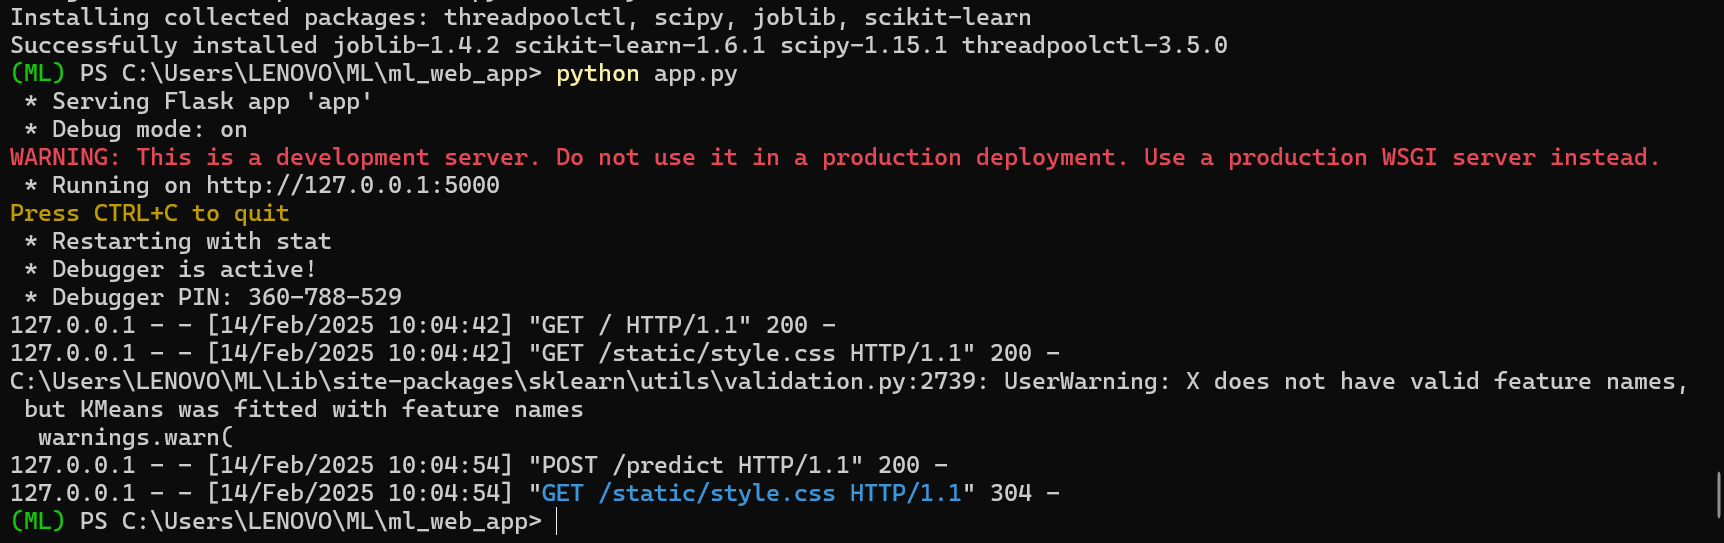 Installing collected packages: threadpoolctl, scipy, joblib, scikit-learn
Successfully installed joblib-1.4.2 scikit-learn-1.6.1 scipy-1.15.1 threadpoolctl-3.5.0
(ML) PS C:\Users\LENOVO\ML\ml_web_app> python app.py
 * Serving Flask app 'app'
 * Debug mode: on
WARNING: This is a development server. Do not use it in a production deployment. Use a production WSGI server instead.
 * Running on http://127.0.0.1:5000
Press CTRL+C to quit
 * Restarting with stat
 * Debugger is active!
 * Debugger PIN: 360-788-529
127.0.0.1 - - [14/Feb/2025 10:04:42] "GET / HTTP/1.1" 200 -
127.0.0.1 - - [14/Feb/2025 10:04:42] "GET /static/style.css HTTP/1.1" 200 -
C:\Users\LENOVO\ML\Lib\site-packages\sklearn\utils\validation.py:2739: UserWarning: X does not have valid feature names,
 but KMeans was fitted with feature names
  warnings.warn(
127.0.0.1 - - [14/Feb/2025 10:04:54] "POST /predict HTTP/1.1" 200 -
127.0.0.1 - - [14/Feb/2025 10:04:54] "GET /static/style.css HTTP/1.1" 304 -
(ML) PS C:\Users\LENOVO\ML\ml_web_app>